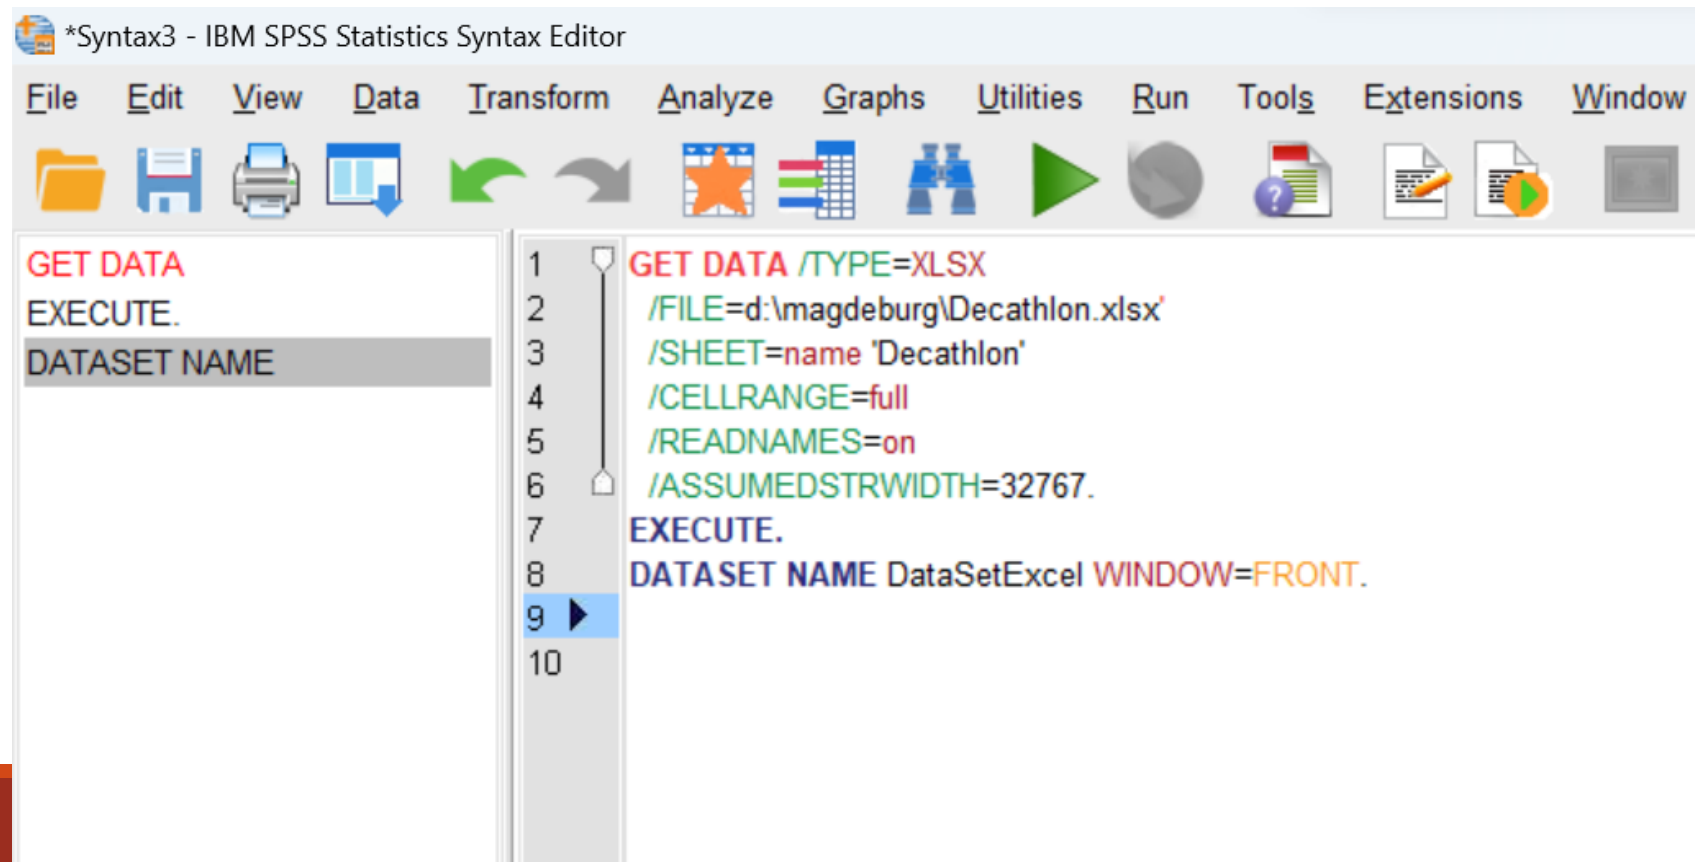 *Syntax3 - IBM SPSS Statistics Syntax Editor
File Edit View Data Transform Analyze Graphs Utilities Run Tools Extensions Window
GET DATA
EXECUTE.
DATASET NAME
1 GET DATA /TYPE=XLSX
2 /FILE=d:\magdeburg\Decathlon.xlsx'
3 /SHEET=name 'Decathlon'
4 /CELLRANGE=full
5 /READNAMES=on
6 /ASSUMEDSTRWIDTH=32767.
7 EXECUTE.
8 DATASET NAME DataSetExcel WINDOW=FRONT.
9
10